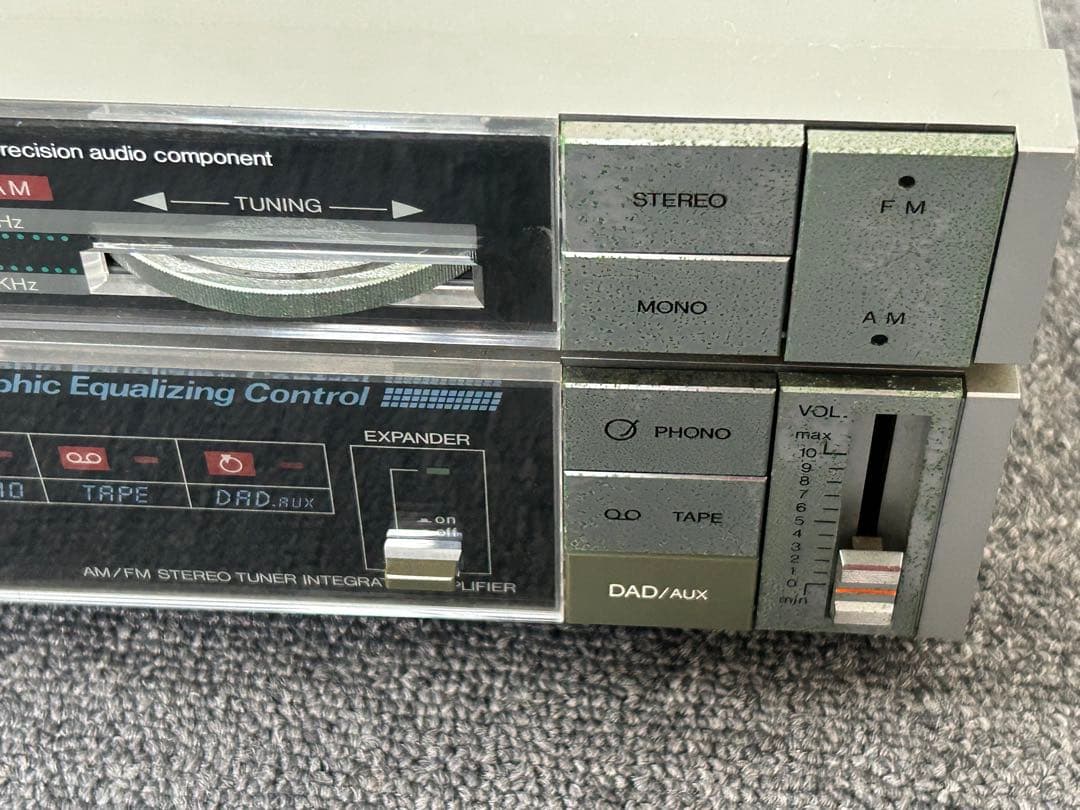 recision audio component
AM
TUNING
Hz
KHz
STEREO
MONO
FM
AM
phic Equalizing Control
EXPANDER
on
off
TAPE
DAD.AUX
AM/FM STEREO TUNER INTEGRA PLIFIER
PHONO
TAPE
DAD/AUX
VOL.
max
10
9
8
7
6
5
4
3
2
1
0
min